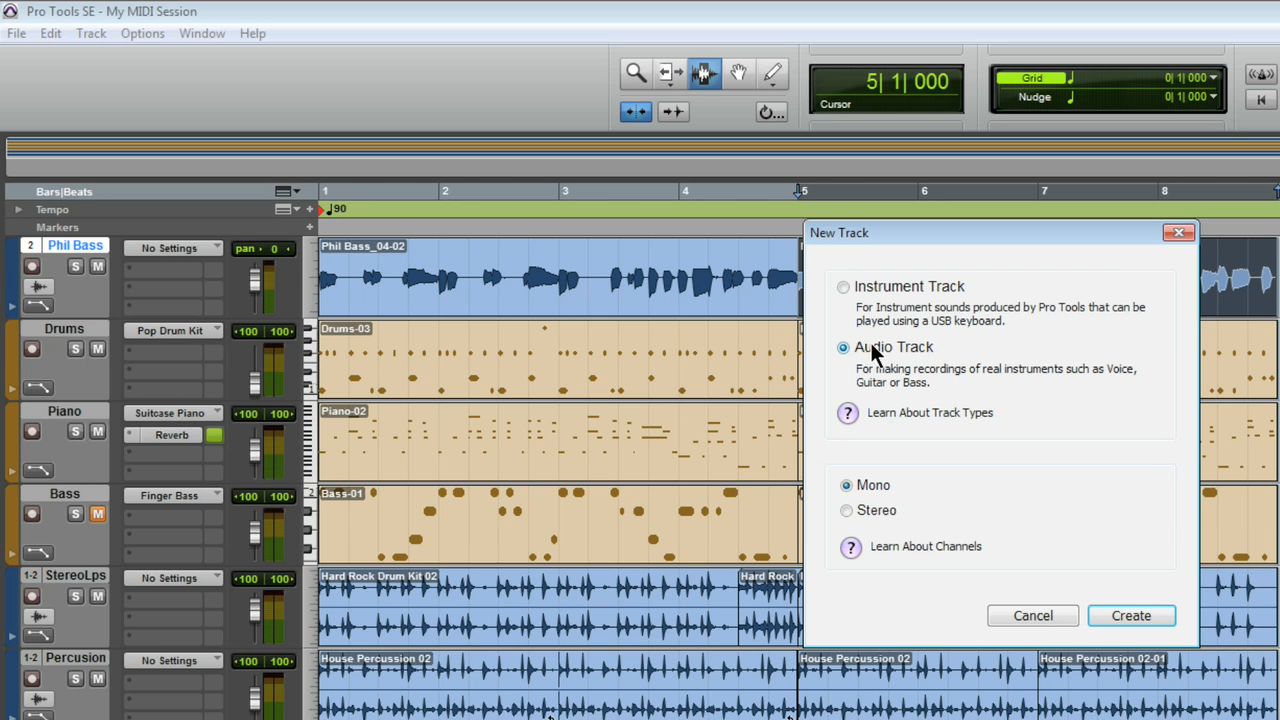 Pro Tools SE - My MIDI Session
File Edit Track Options Window Help
5| 1| 000
Cursor
Grid 0| 1| 000
Nudge 0| 1| 000
Bars|Beats 1 2 3 4 5 6 7 8
Tempo 90
Markers
New Track
2 Phil Bass No Settings pan 0 Phil Bass_04-02
S M
Instrument Track
For Instrument sounds produced by Pro Tools that can be
played using a USB keyboard.
Drums Pop Drum Kit 100 100 Drums-03
S M
Audio Track
For making recordings of real instruments such as Voice,
Guitar or Bass.
Piano Suitcase Piano 100 100 Piano-02
S M Reverb
? Learn About Track Types
Bass Finger Bass 100 100 Bass-01
S M
Mono
Stereo
? Learn About Channels
1-2 StereoLps No Settings 100 100 Hard Rock Drum Kit 02 Hard Rock
S M
Cancel Create
1-2 Percusion No Settings 100 100 House Percussion 02 House Percussion 02 House Percussion 02-01
S M